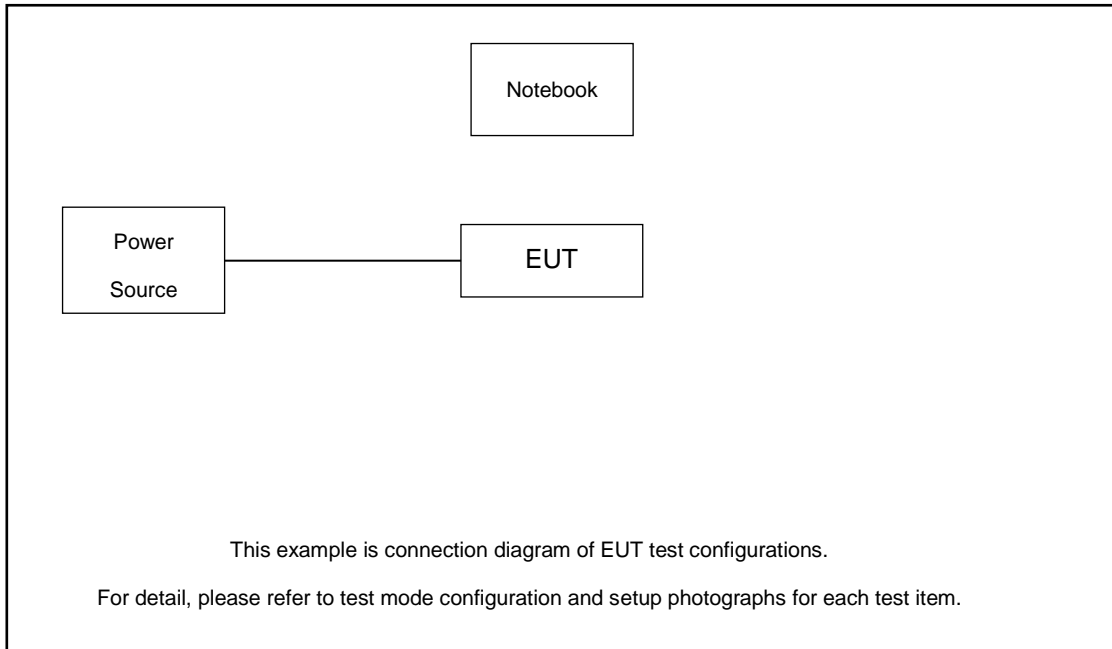 Notebook
Power
Source
EUT
This example is connection diagram of EUT test configurations.
For detail, please refer to test mode configuration and setup photographs for each test item.